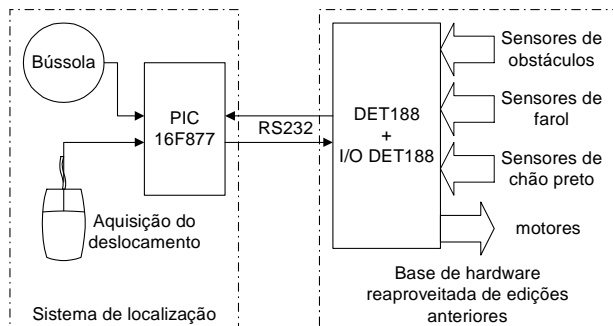 Bússola
PIC
16F877
RS232
DET188
+
I/O DET188
Sensores de
obstáculos
Sensores de
farol
Sensores de
chão preto
motores
Aquisição do
deslocamento
Sistema de localização
Base de hardware
reaproveitada de edições
anteriores